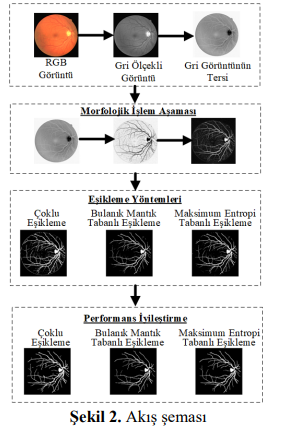 RGB Görüntü
Gri Ölçekli Görüntü
Gri Görüntünün Tersi
Morfolojik İşlem Aşaması
Eşikleme Yöntemleri
Çoklu Eşikleme
Bulanık Mantık Tabanlı Eşikleme
Maksimum Entropi Tabanlı Eşikleme
Performans İyileştirme
Çoklu Eşikleme
Bulanık Mantık Tabanlı Eşikleme
Maksimum Entropi Tabanlı Eşikleme
Şekil 2. Akış şeması